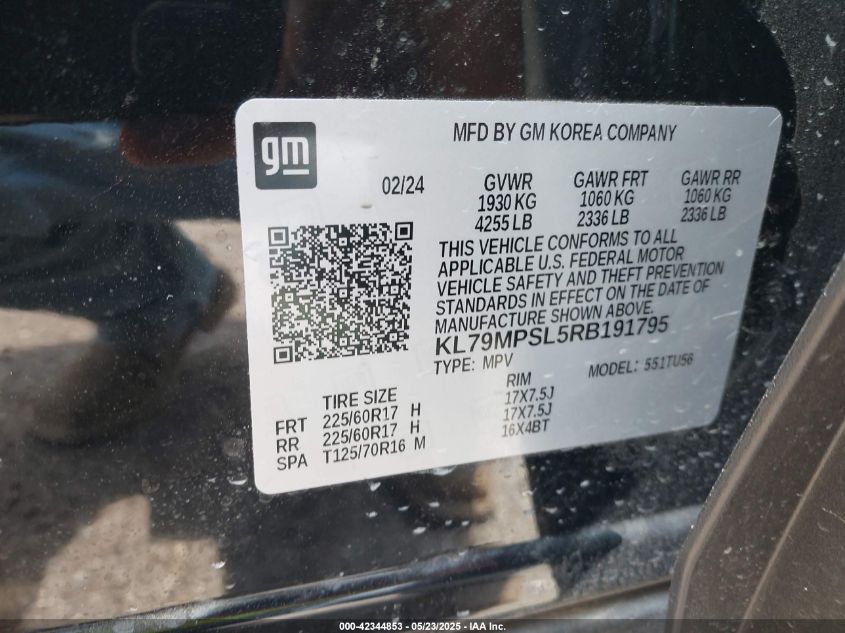 gm
MFD BY GM KOREA COMPANY
02/24
GVWR GAWR FRT GAWR RR
1930 KG 1060 KG 1060 KG
4255 LB 2336 LB 2336 LB
THIS VEHICLE CONFORMS TO ALL
APPLICABLE U.S. FEDERAL MOTOR
VEHICLE SAFETY AND THEFT PREVENTION
STANDARDS IN EFFECT ON THE DATE OF
MANUFACTURE SHOWN ABOVE.
KL79MPSL5RB191795
TYPE: MPV MODEL: 551TU56
TIRE SIZE RIM
FRT 225/60R17 H 17X7.5J
RR 225/60R17 H 17X7.5J
SPA T125/70R16 M 16X4BT
000-42344853 - 05/23/2025 - IAA Inc.